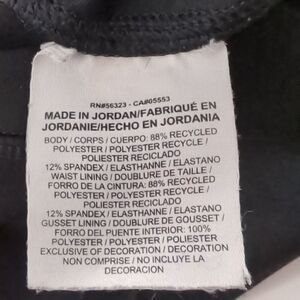 RN#56323 - CA#05553
MADE IN JORDAN/FABRIQUÉ EN
JORDANIE/HECHO EN JORDANIA
BODY / CORPS / CUERPO: 88% RECYCLED
POLYESTER / POLYESTER RECYCLE /
POLIESTER RECICLADO
12% SPANDEX / ELASTHANNE / ELASTANO
WAIST LINING / DOUBLURE DE TAILLE /
FORRO DE LA CINTURA: 88% RECYCLED
POLYESTER / POLYESTER RECYCLE /
POLIESTER RECICLADO
12% SPANDEX / ELASTHANNE / ELASTANO
GUSSET LINING / DOUBLURE DE GOUSSET /
FORRO DEL PUENTE INTERIOR: 100%
POLYESTER / POLYESTER / POLIESTER
EXCLUSIVE OF DECORATION / DECORATION
NON COMPRISE / NO INCLUYE LA
DECORACION